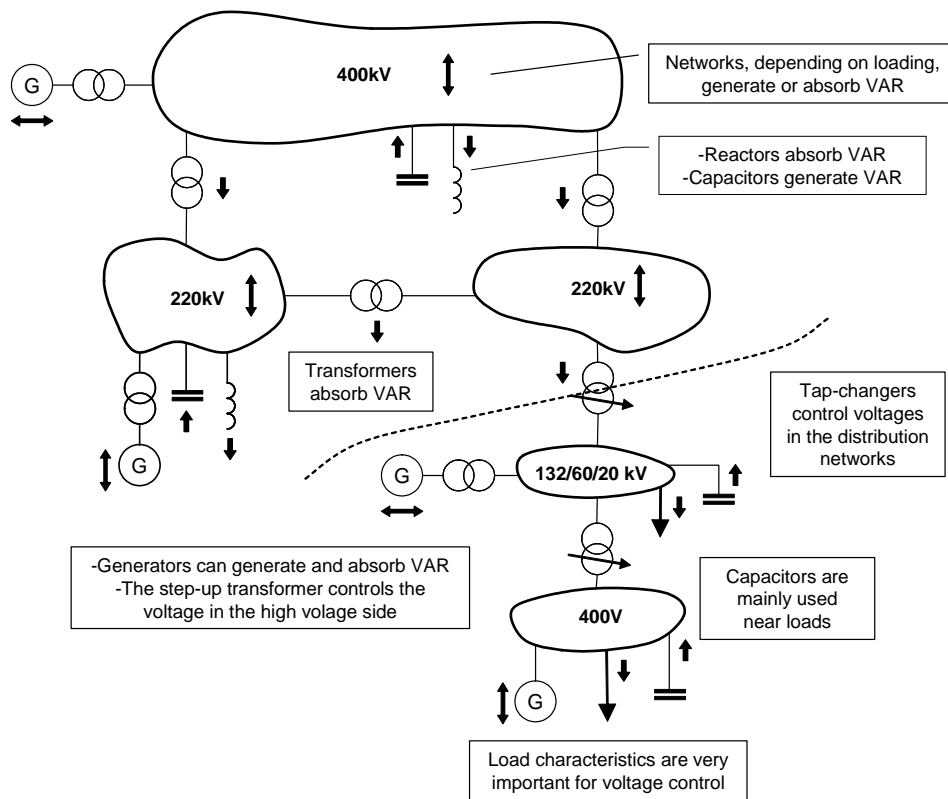 400kV
Networks, depending on loading,
generate or absorb VAR
G
-Reactors absorb VAR
-Capacitors generate VAR
220kV
220kV
Transformers
absorb VAR
Tap-changers
control voltages
in the distribution
networks
G
G
132/60/20 kV
-Generators can generate and absorb VAR
-The step-up transformer controls the
voltage in the high volage side
Capacitors are
mainly used
near loads
400V
G
Load characteristics are very
important for voltage control